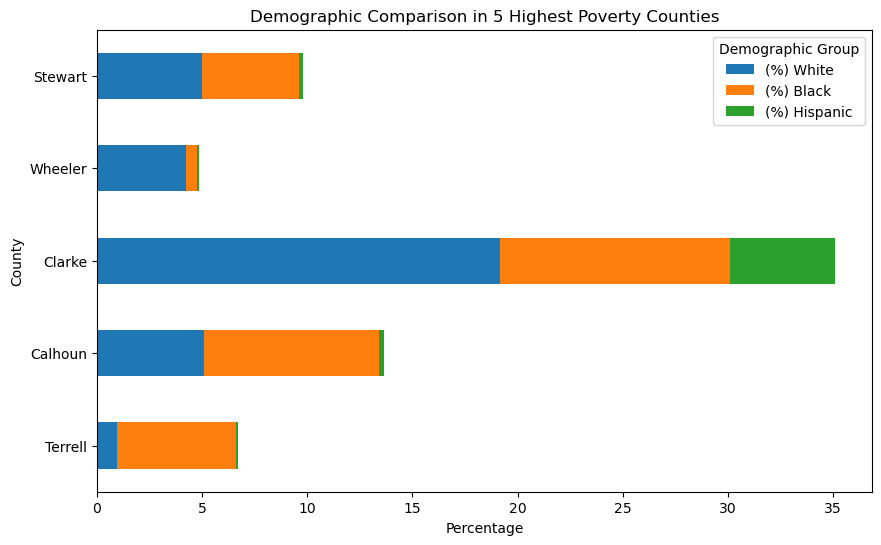 Demographic Comparison in 5 Highest Poverty Counties
Demographic Group
(%) White
(%) Black
(%) Hispanic
County
Stewart
Wheeler
Clarke
Calhoun
Terrell
0 5 10 15 20 25 30 35
Percentage